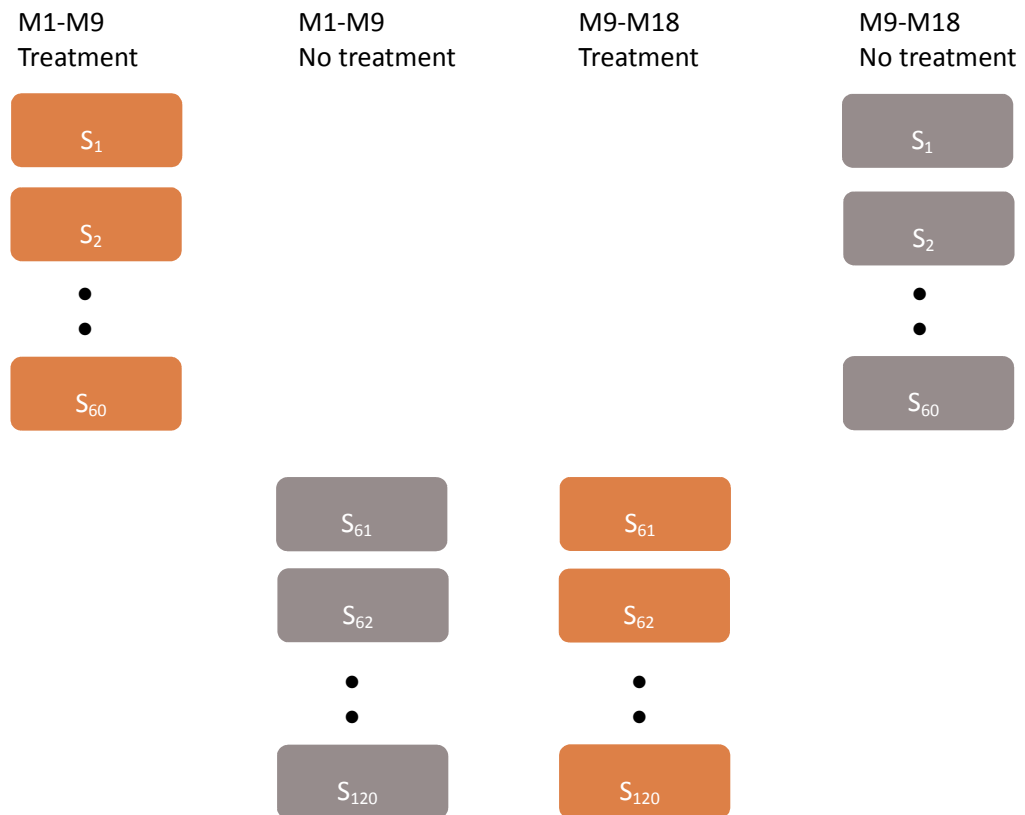 M1-M9
Treatment
M1-M9
No treatment
M9-M18
Treatment
M9-M18
No treatment
S₁
S₁
S₂
S₂
S₆₀
S₆₀
S₆₁
S₆₁
S₆₂
S₆₂
S₁₂₀
S₁₂₀